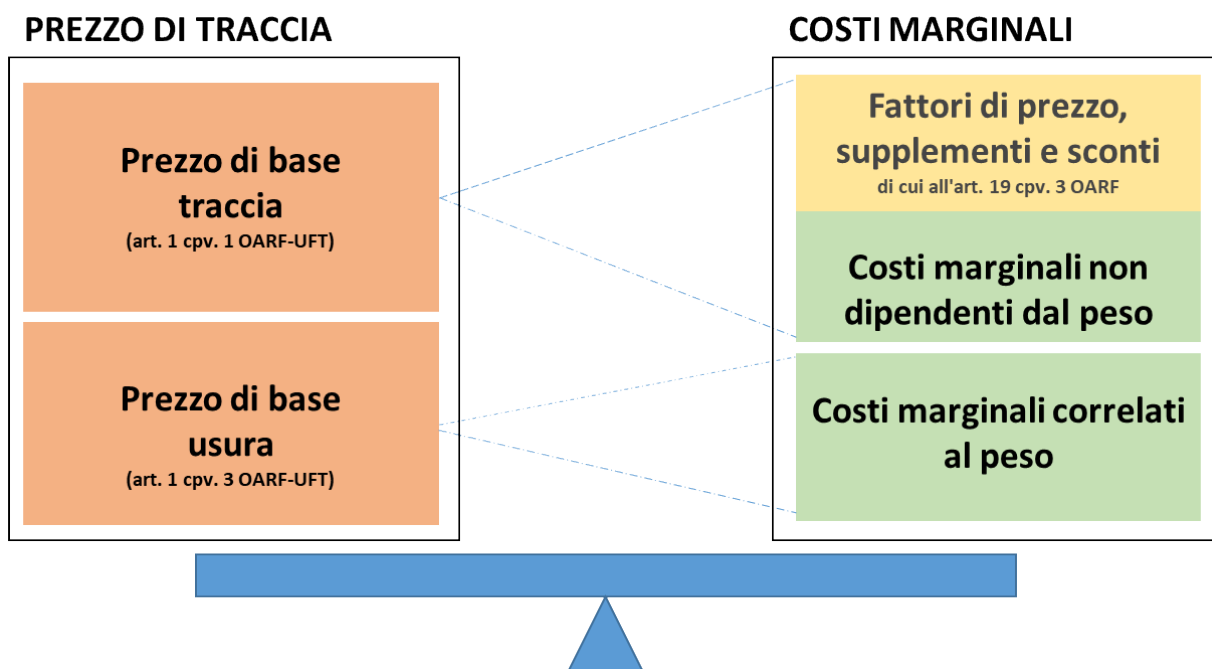 PREZZO DI TRACCIA
Prezzo di base
traccia
(art. 1 cpv. 1 OARF-UFT)
Prezzo di base
usura
(art. 1 cpv. 3 OARF-UFT)
COSTI MARGINALI
Fattori di prezzo,
supplementi e sconti
di cui all'art. 19 cpv. 3 OARF
Costi marginali non
dipendenti dal peso
Costi marginali correlati
al peso